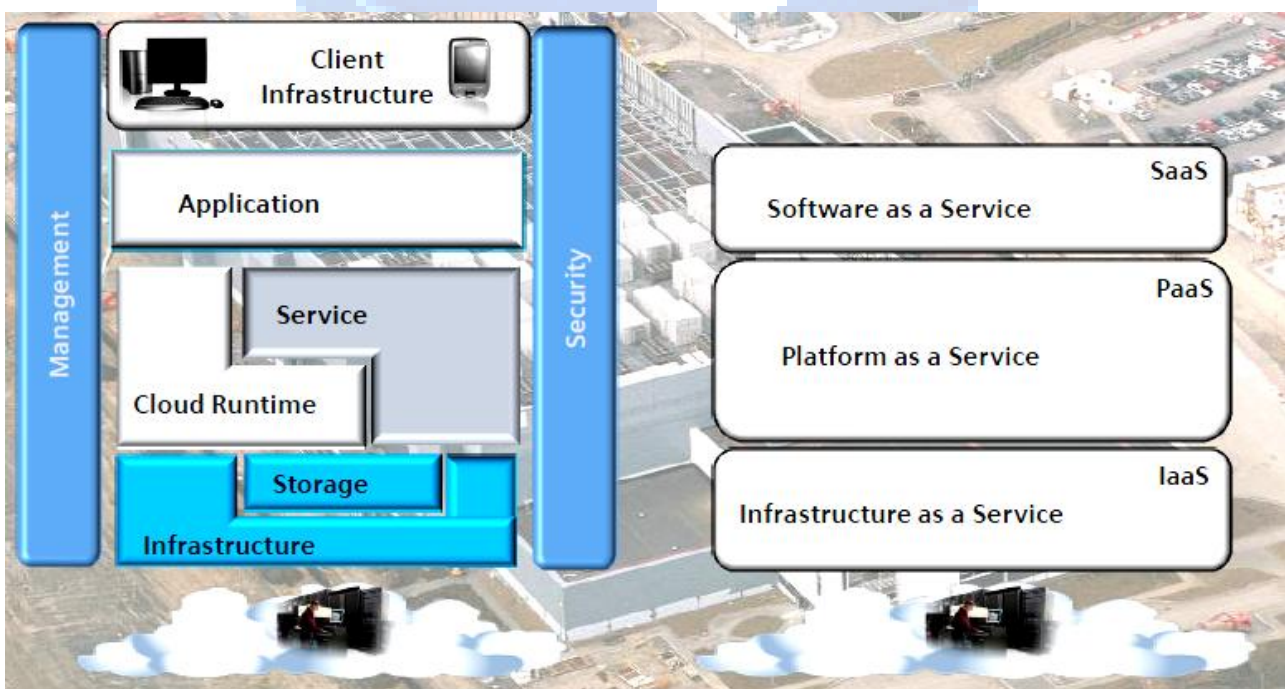 Management
Client
Infrastructure
Application
Service
Cloud Runtime
Storage
Infrastructure
Security
SaaS
Software as a Service
PaaS
Platform as a Service
IaaS
Infrastructure as a Service